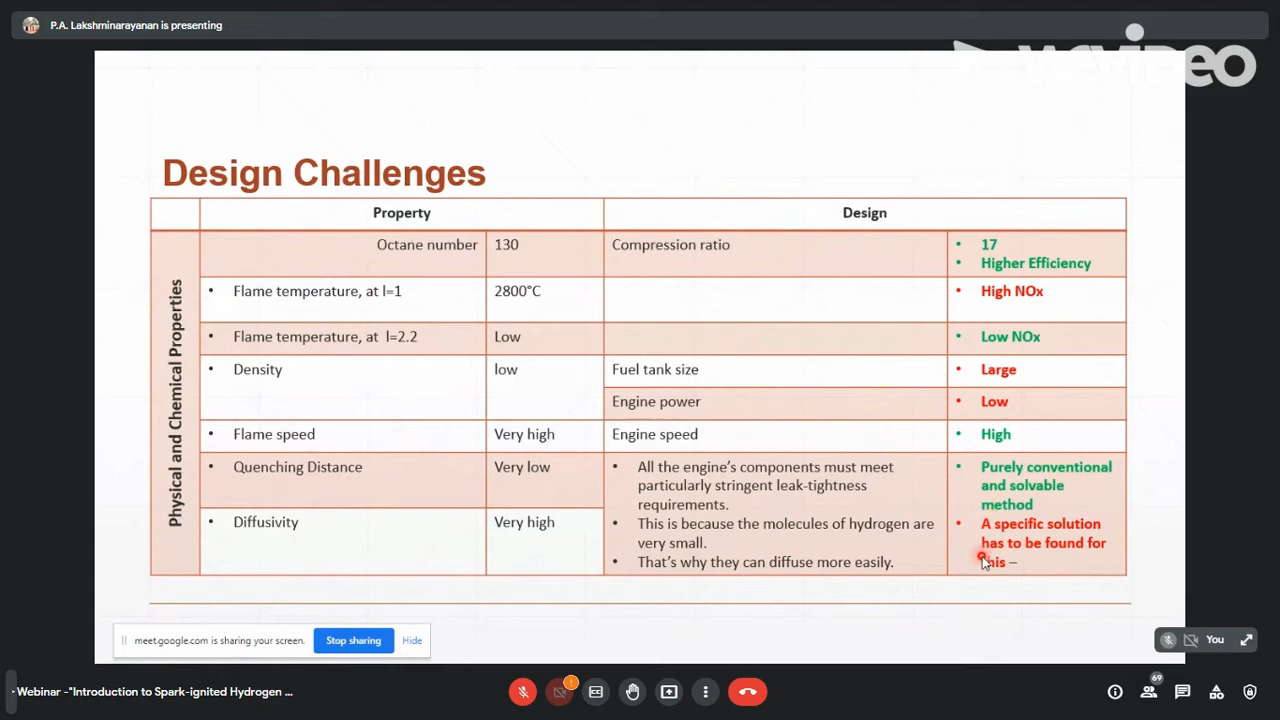 P.A. Lakshminarayanan is presenting
Design Challenges
Property Design
Physical and Chemical Properties
Octane number 130 Compression ratio • 17
• Higher Efficiency
• Flame temperature, at l=1 2800°C • High NOx
• Flame temperature, at l=2.2 Low • Low NOx
• Density low Fuel tank size • Large
Engine power • Low
• Flame speed Very high Engine speed • High
• Quenching Distance Very low • All the engine's components must meet • Purely conventional
particularly stringent leak-tightness and solvable
requirements. method
• Diffusivity Very high • This is because the molecules of hydrogen are • A specific solution
very small. has to be found for
• That's why they can diffuse more easily. this –
meet.google.com is sharing your screen. Stop sharing Hide
You
Webinar -"Introduction to Spark-ignited Hydrogen ...
69